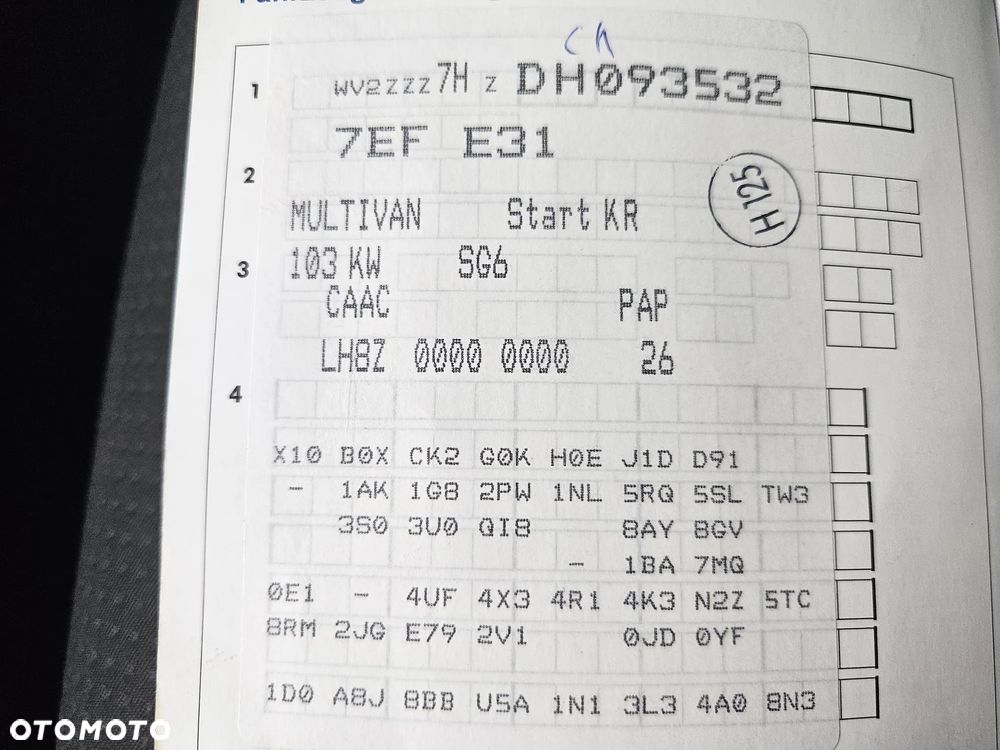 ch
1 WV2ZZZ7H Z DH093532
7EF E31
H 125
2
MULTIVAN Start KR
3 103 KW SG6
CAAC PAP
LH8Z 0000 0000 26
4
X10 B0X CK2 G0K H0E J1D D91
- 1AK 1G8 2PW 1NL 5RQ 5SL TW3
3S0 3U0 QI8 8AY 8GV
- 1BA 7MQ
0E1 - 4UF 4X3 4R1 4K3 N2Z 5TC
8RM 2JG E79 2V1 0JD 0YF
1D0 A8J 8BB U5A 1N1 3L3 4A0 8N3
OTOMOTO